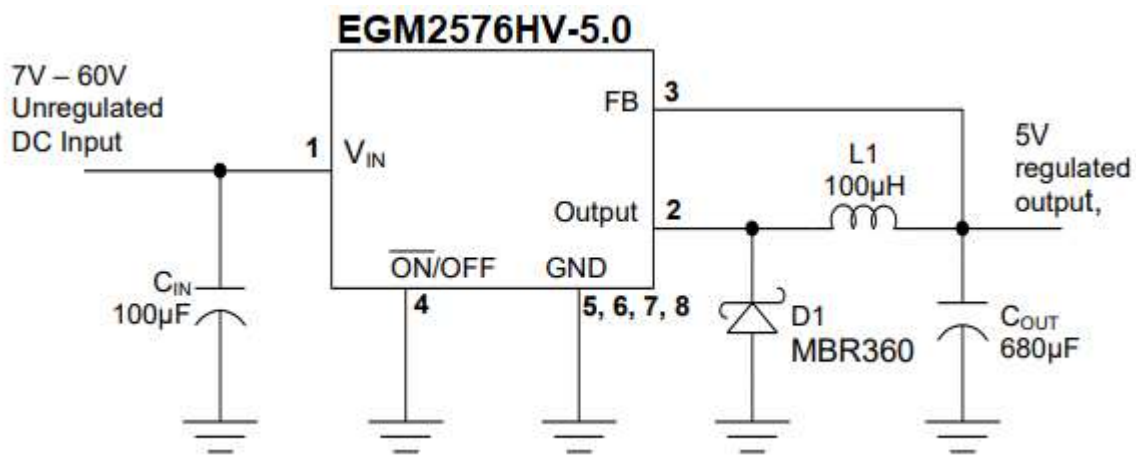 EGM2576HV-5.0
7V – 60V
Unregulated
DC Input
1
VIN
FB
3
5V
regulated
output,
L1
100µH
Output
2
ON/OFF
GND
4
5, 6, 7, 8
CIN
100µF
D1
MBR360
COUT
680µF